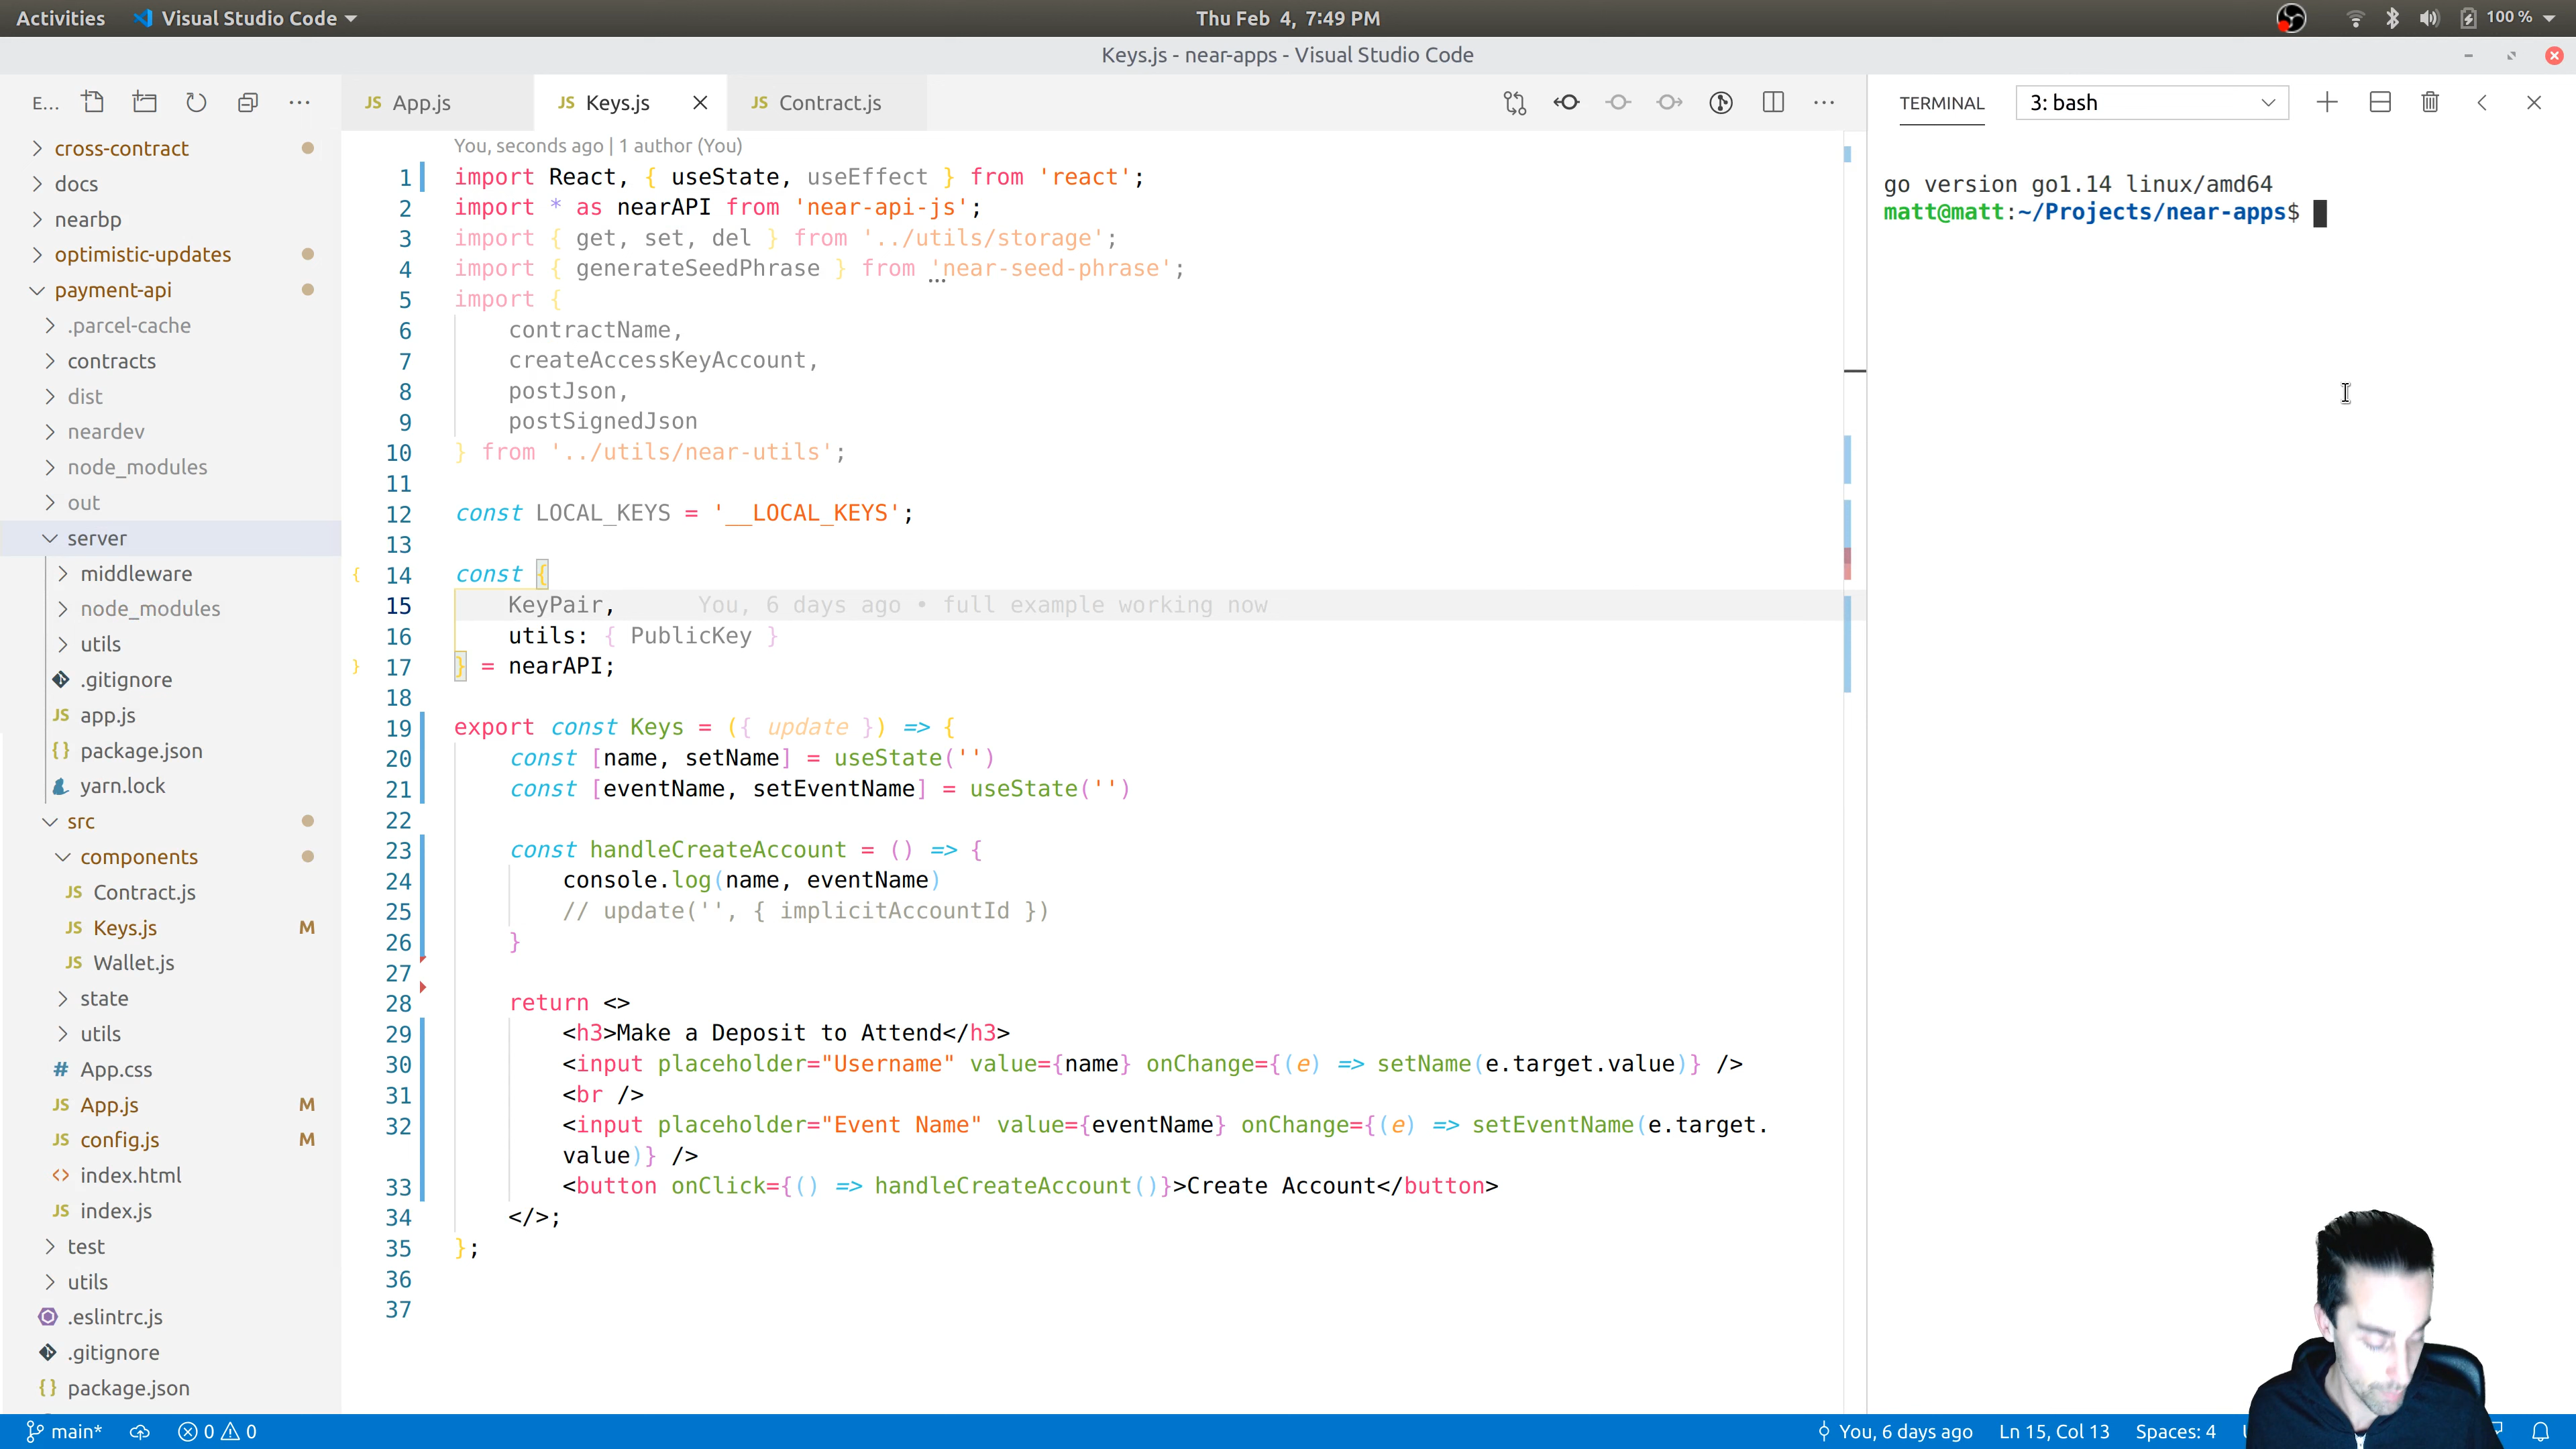 Activities
Visual Studio Code
Thu Feb 4, 7:49 PM
100 %
Keys.js - near-apps - Visual Studio Code
E...
JS App.js
JS Keys.js
JS Contract.js
TERMINAL
3: bash
cross-contract
docs
nearbp
optimistic-updates
payment-api
.parcel-cache
contracts
dist
neardev
node_modules
out
server
middleware
node_modules
utils
.gitignore
JS app.js
{} package.json
yarn.lock
src
components
JS Contract.js
JS Keys.js M
JS Wallet.js
state
utils
# App.css
JS App.js M
JS config.js M
<> index.html
JS index.js
test
utils
.eslintrc.js
.gitignore
{} package.json
You, seconds ago | 1 author (You)
1 import React, { useState, useEffect } from 'react';
2 import * as nearAPI from 'near-api-js';
3 import { get, set, del } from '../utils/storage';
4 import { generateSeedPhrase } from 'near-seed-phrase';
5 import {
6 contractName,
7 createAccessKeyAccount,
8 postJson,
9 postSignedJson
10 } from '../utils/near-utils';
11
12 const LOCAL_KEYS = '__LOCAL_KEYS';
13
{ 14 const {
15 KeyPair, You, 6 days ago • full example working now
16 utils: { PublicKey }
} 17 } = nearAPI;
18
19 export const Keys = ({ update }) => {
20 const [name, setName] = useState('')
21 const [eventName, setEventName] = useState('')
22
23 const handleCreateAccount = () => {
24 console.log(name, eventName)
25 // update('', { implicitAccountId })
26 }
27
28 return <>
29 <h3>Make a Deposit to Attend</h3>
30 <input placeholder="Username" value={name} onChange={(e) => setName(e.target.value)} />
31 <br />
32 <input placeholder="Event Name" value={eventName} onChange={(e) => setEventName(e.target.
value)} />
33 <button onClick={() => handleCreateAccount()}>Create Account</button>
34 </>;
35 };
36
37
go version go1.14 linux/amd64
matt@matt:~/Projects/near-apps$
main*
0
0
You, 6 days ago
Ln 15, Col 13
Spaces: 4